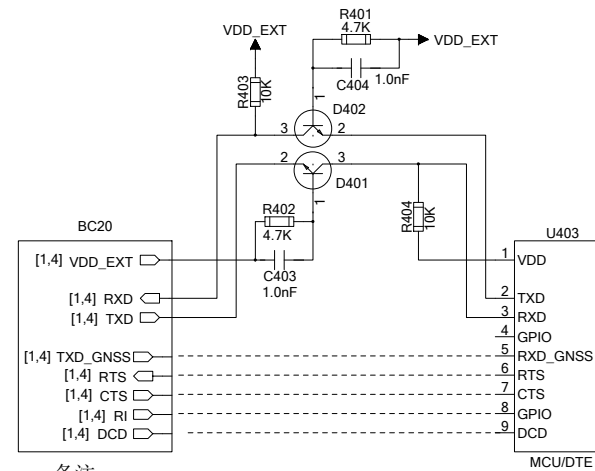 R401
4.7K
VDD_EXT
VDD_EXT
C404
1.0nF
R403
10K
1
D402
3
2
2
3
D401
1
R402
4.7K
R404
10K
C403
1.0nF
BC20
U403
[1,4] VDD_EXT
1 VDD
[1,4] RXD
2 TXD
[1,4] TXD
3 RXD
4 GPIO
[1,4] TXD_GNSS
5 RXD_GNSS
[1,4] RTS
6 RTS
[1,4] CTS
7 CTS
[1,4] RI
8 GPIO
[1,4] DCD
9 DCD
MCU/DTE